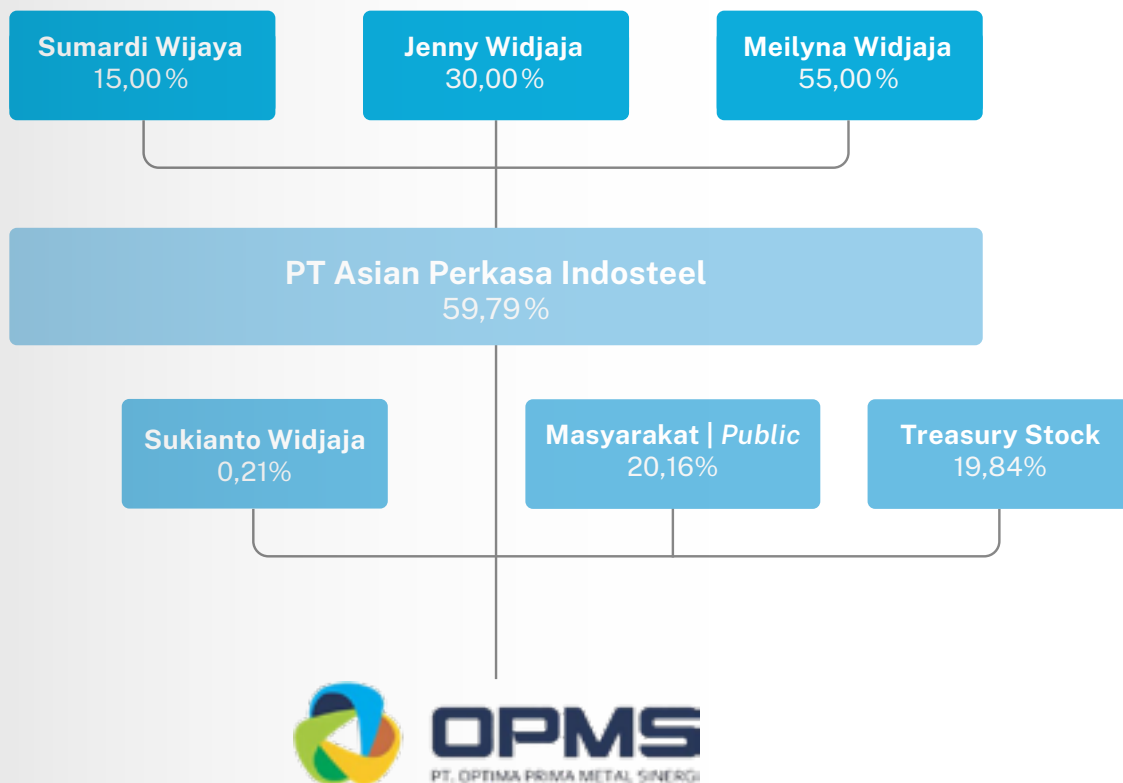 Sumardi Wijaya
15,00%
Jenny Widjaja
30,00%
Meilyna Widjaja
55,00%
PT Asian Perkasa Indosteel
59,79%
Sukianto Widjaja
0,21%
Masyarakat | Public
20,16%
Treasury Stock
19,84%
OPMS
PT. OPTIMA PRIMA METAL SINERGI